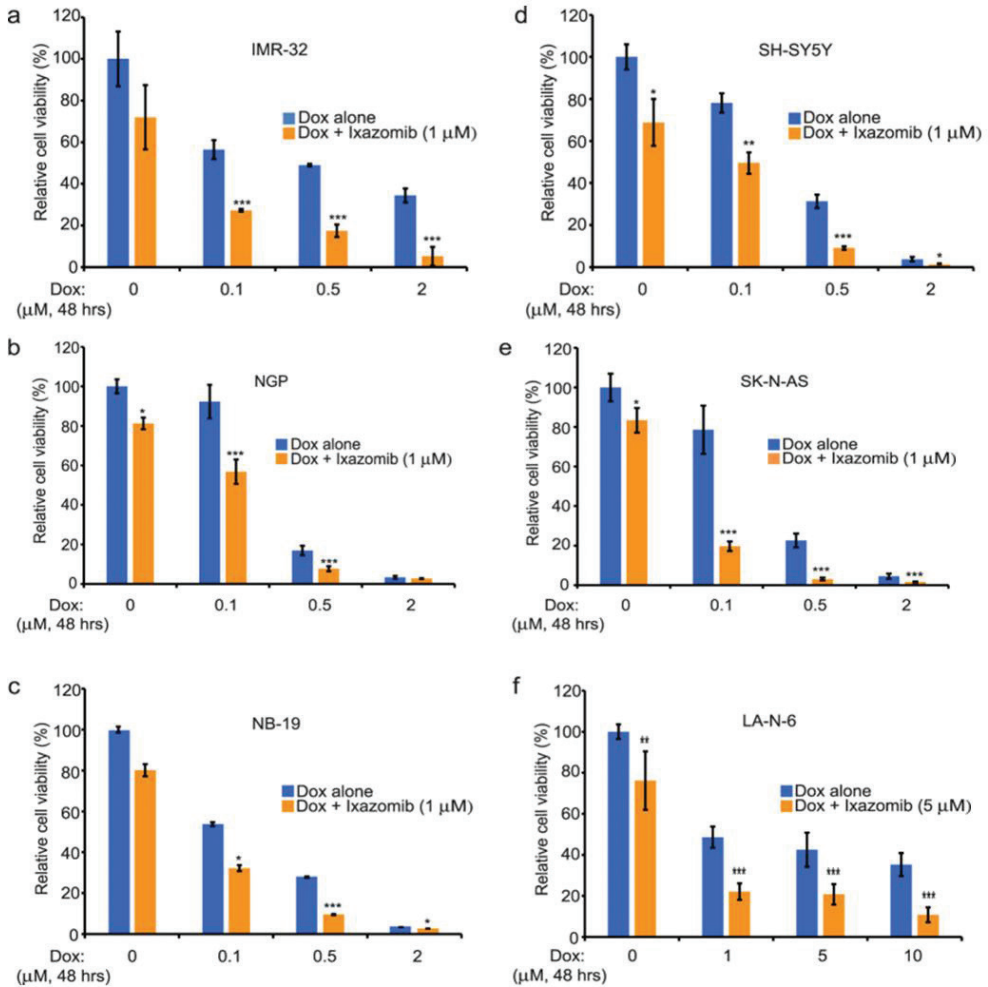 a
IMR-32
Relative cell viability (%)
120
100
80
60
40
20
0
Dox alone
Dox + Ixazomib (1 μM)
***
***
***
Dox: 0 0.1 0.5 2
(μM, 48 hrs)
b
NGP
Relative cell viability (%)
120
100
80
60
40
20
0
Dox alone
Dox + Ixazomib (1 μM)
*
***
***
Dox: 0 0.1 0.5 2
(μM, 48 hrs)
c
NB-19
Relative cell viability (%)
120
100
80
60
40
20
0
Dox alone
Dox + Ixazomib (1 μM)
*
***
*
Dox: 0 0.1 0.5 2
(μM, 48 hrs)
d
SH-SY5Y
Relative cell viability (%)
120
100
80
60
40
20
0
Dox alone
Dox + Ixazomib (1 μM)
*
**
***
*
Dox: 0 0.1 0.5 2
(μM, 48 hrs)
e
SK-N-AS
Relative cell viability (%)
120
100
80
60
40
20
0
Dox alone
Dox + Ixazomib (1 μM)
*
***
***
***
Dox: 0 0.1 0.5 2
(μM, 48 hrs)
f
LA-N-6
Relative cell viability (%)
120
100
80
60
40
20
0
Dox alone
Dox + Ixazomib (5 μM)
††
†††
†††
†††
Dox: 0 1 5 10
(μM, 48 hrs)